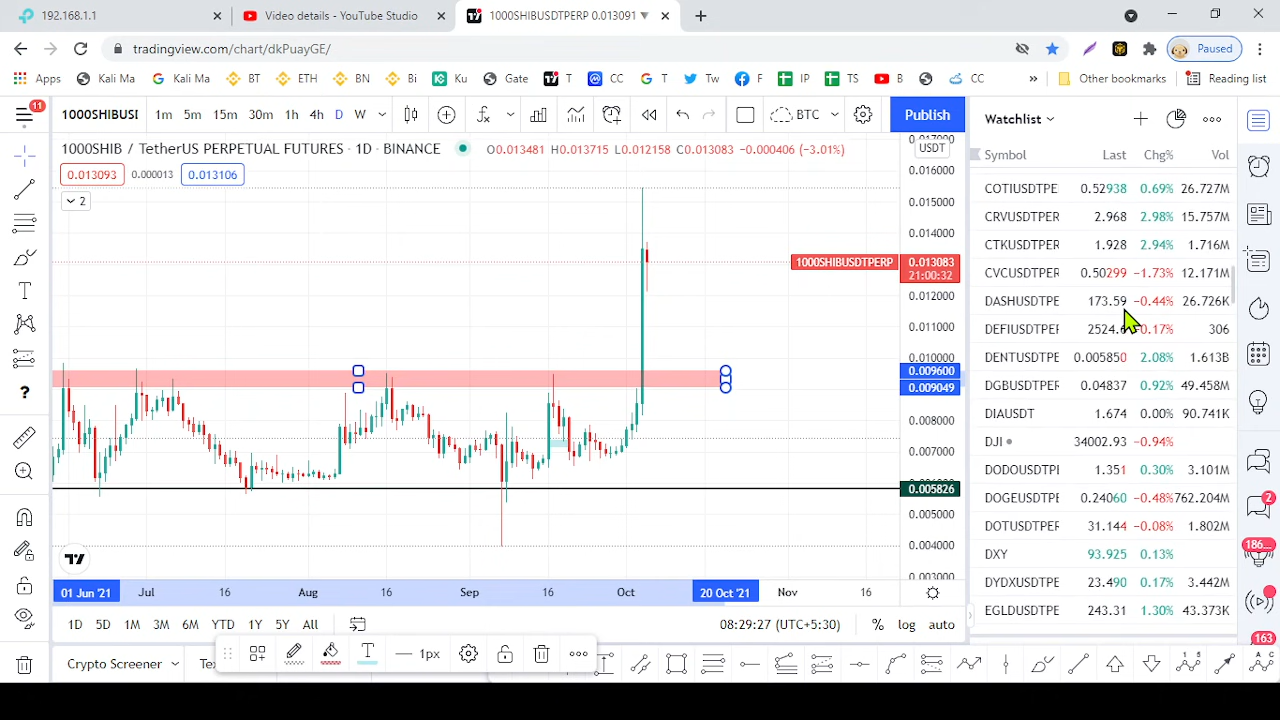 192.168.1.1
Video details - YouTube Studio
1000SHIBUSDTPERP 0.013091 ▼
tradingview.com/chart/dkPuayGE/
Paused
Apps Kali Ma Kali Ma BT ETH BN Bi Ku Gate T CC T Tw F IP TS B CC » Other bookmarks Reading list
11
1000SHIBUSI 1m 5m 15m 30m 1h 4h D W BTC Publish
Watchlist
1000SHIB / TetherUS PERPETUAL FUTURES · 1D · BINANCE O0.013481 H0.013715 L0.012158 C0.013083 −0.000406 (−3.01%)
0.013093 0.000013 0.013106
2
USDT
0.016000
0.015000
0.014000
1000SHIBUSDTPERP 0.013083
21:00:32
0.012000
0.011000
0.010000
0.009600
0.009049
0.008000
0.007000
0.005826
0.005000
0.004000
0.003000
01 Jun '21 Jul 16 Aug 16 Sep 16 Oct 20 Oct '21 Nov 16
1D 5D 1M 3M 6M YTD 1Y 5Y All 08:29:27 (UTC+5:30) % log auto
Crypto Screener
1px
Symbol Last Chg% Vol
COTIUSDTPE 0.52938 0.69% 26.727M
CRVUSDTPER 2.968 2.98% 15.757M
CTKUSDTPER 1.928 2.94% 1.716M
CVCUSDTPER 0.50299 −1.73% 12.171M
DASHUSDTPE 173.59 −0.44% 26.726K
DEFIUSDTPER −0.17% 306
DENTUSDTPE 0.005850 2.08% 1.613B
DGBUSDTPER 0.04837 0.92% 49.458M
DIAUSDT 1.674 0.00% 90.741K
DJI 34002.93 −0.94%
DODOUSDTPI 1.351 0.30% 3.101M
DOGEUSDTPE 0.24060 −0.48% 762.204M
DOTUSDTPER 31.144 −0.08% 1.802M
DXY 93.925 0.13%
DYDXUSDTPE 23.490 0.17% 3.442M
EGLDUSDTPE 243.31 1.30% 43.373K
2
186...
163